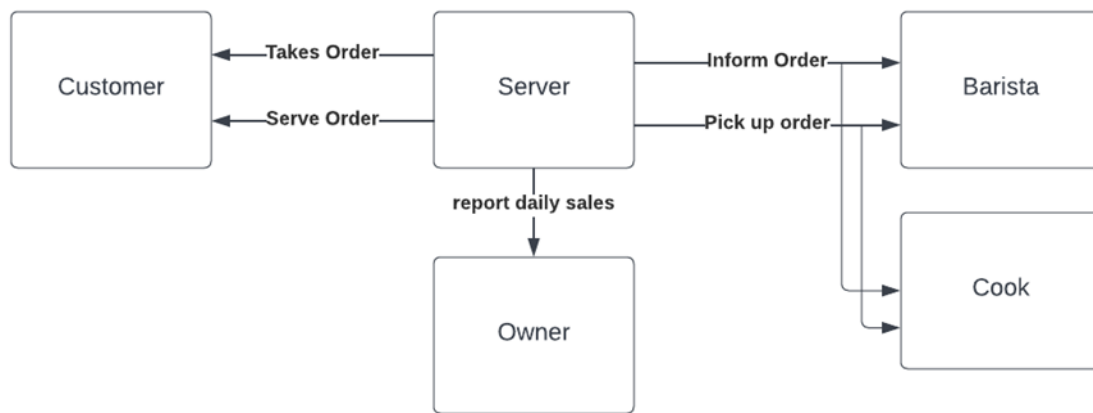 Customer
Takes Order
Serve Order
Server
Inform Order
Pick up order
Barista
report daily sales
Owner
Cook